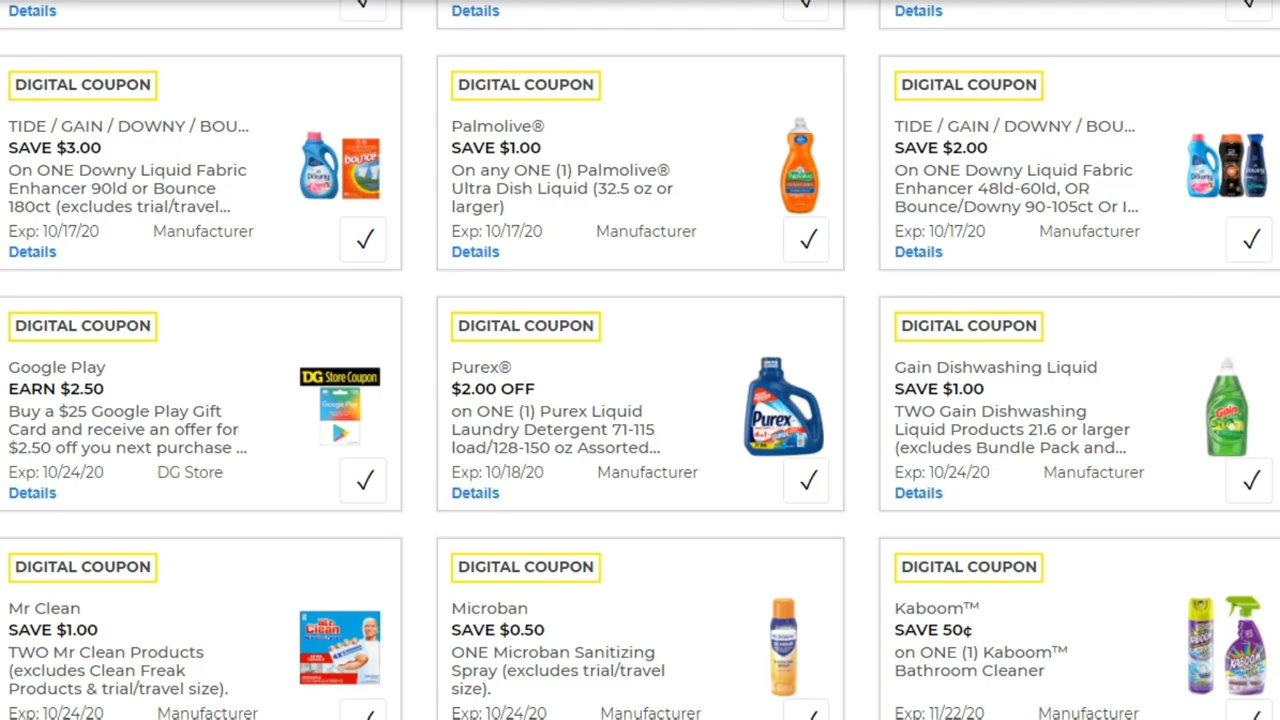 Details
Details
Details
DIGITAL COUPON
TIDE / GAIN / DOWNY / BOU...
SAVE $3.00
On ONE Downy Liquid Fabric
Enhancer 90ld or Bounce
180ct (excludes trial/travel...
Exp: 10/17/20 Manufacturer
Details
Downy
bounce
DIGITAL COUPON
Palmolive®
SAVE $1.00
On any ONE (1) Palmolive®
Ultra Dish Liquid (32.5 oz or
larger)
Exp: 10/17/20 Manufacturer
Details
Palmolive
DIGITAL COUPON
TIDE / GAIN / DOWNY / BOU...
SAVE $2.00
On ONE Downy Liquid Fabric
Enhancer 48ld-60ld, OR
Bounce/Downy 90-105ct Or I...
Exp: 10/17/20 Manufacturer
Details
Downy
DIGITAL COUPON
Google Play
EARN $2.50
Buy a $25 Google Play Gift
Card and receive an offer for
$2.50 off you next purchase ...
Exp: 10/24/20 DG Store
Details
DG Store Coupon
Google Play
DIGITAL COUPON
Purex®
$2.00 OFF
on ONE (1) Purex Liquid
Laundry Detergent 71-115
load/128-150 oz Assorted...
Exp: 10/18/20 Manufacturer
Details
Purex
DIGITAL COUPON
Gain Dishwashing Liquid
SAVE $1.00
TWO Gain Dishwashing
Liquid Products 21.6 or larger
(excludes Bundle Pack and...
Exp: 10/24/20 Manufacturer
Details
Gain
DIGITAL COUPON
Mr Clean
SAVE $1.00
TWO MrClean Products
(excludes Clean Freak
Products & trial/travel size).
Exp: 10/24/20 Manufacturer
Mr. Clean
DIGITAL COUPON
Microban
SAVE $0.50
ONE Microban Sanitizing
Spray (excludes trial/travel
size).
Exp: 10/24/20 Manufacturer
DIGITAL COUPON
Kaboom™
SAVE 50¢
on ONE (1) Kaboom™
Bathroom Cleaner
Exp: 11/22/20 Manufacturer
KABOOM
KABOOM